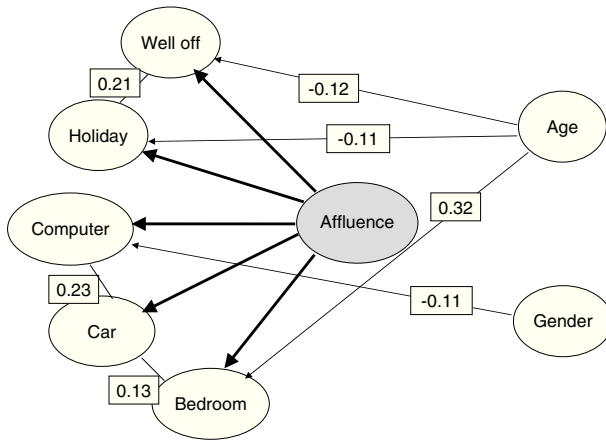 Well off
0.21
-0.12
Holiday
-0.11
Age
Computer
Affluence
0.32
0.23
-0.11
Car
Gender
0.13
Bedroom